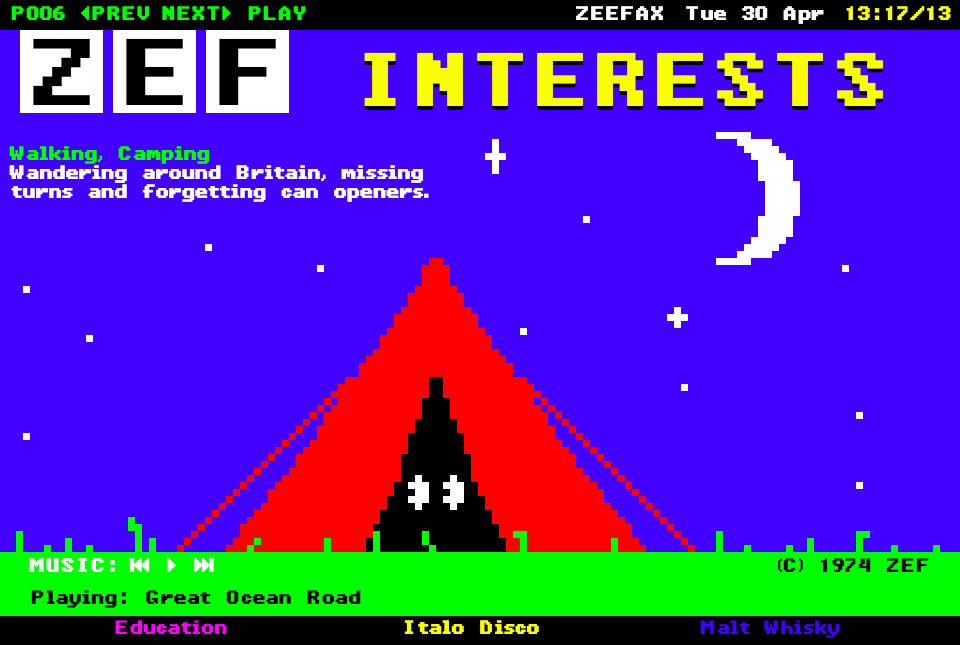 P006 ◄PREV NEXT► PLAY ZEEFAX Tue 30 Apr 13:17/13
ZEF INTERESTS
Walking, Camping
Wandering around Britain, missing
turns and forgetting can openers.
MUSIC: (C) 1974 ZEF
Playing: Great Ocean Road
Education Italo Disco Malt Whisky